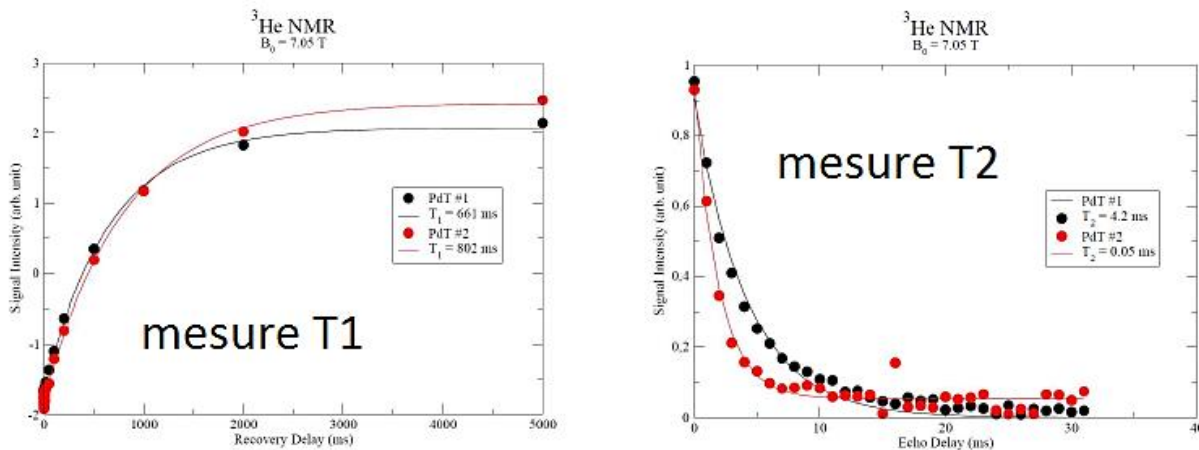 ³He NMR
B₀ = 7.05 T
3
2
1
0
-1
-2
Signal Intensity (arb. unit)
PdT #1
T₁ = 661 ms
PdT #2
T₁ = 802 ms
mesure T1
0
1000
2000
3000
4000
5000
Recovery Delay (ms)
³He NMR
B₀ = 7.05 T
1
0,8
0,6
0,4
0,2
0
Signal Intensity (arb. unit)
mesure T2
PdT #1
T₂ = 4.2 ms
PdT #2
T₂ = 0.05 ms
0
10
20
30
40
Echo Delay (ms)